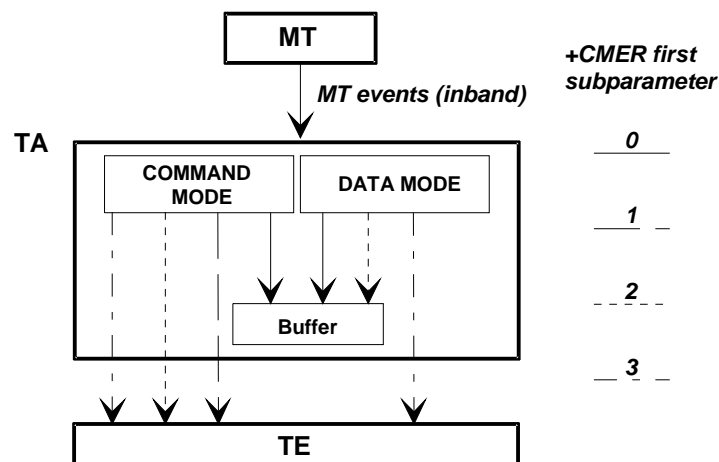 MT
+CMER first
subparameter
MT events (inband)
TA
0
COMMAND
MODE
DATA MODE
1
2
Buffer
3
TE